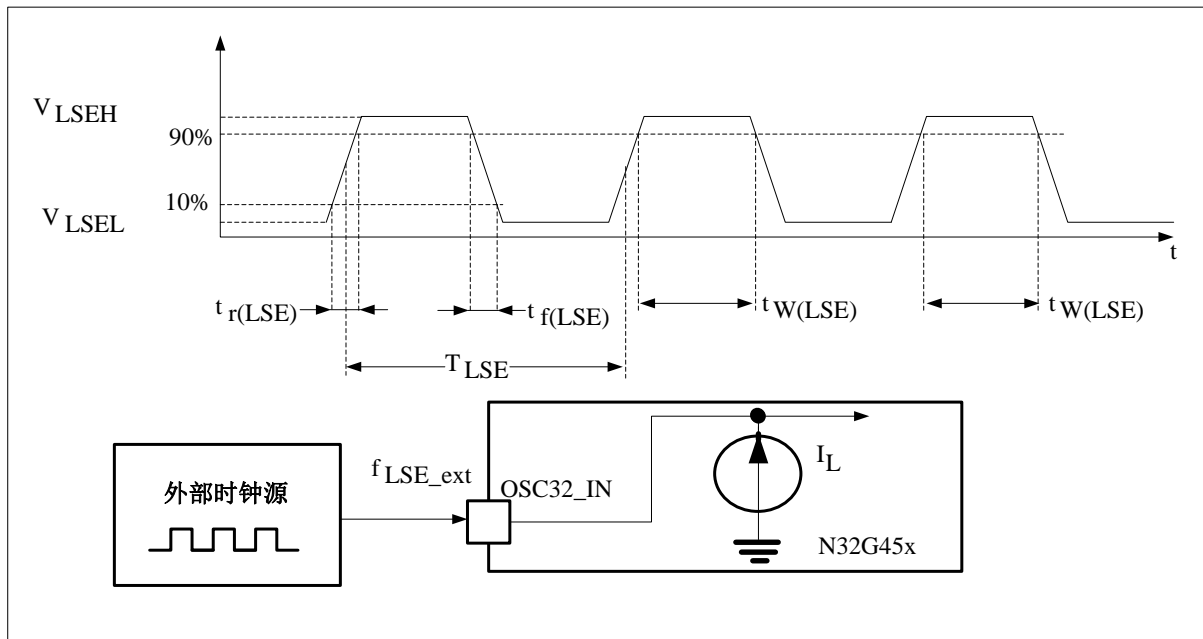 V LSEH
90%
10%
V LSEL
t
t r(LSE)
t f(LSE)
t W(LSE)
t W(LSE)
T LSE
外部时钟源
f LSE_ext
OSC32_IN
I L
N32G45x